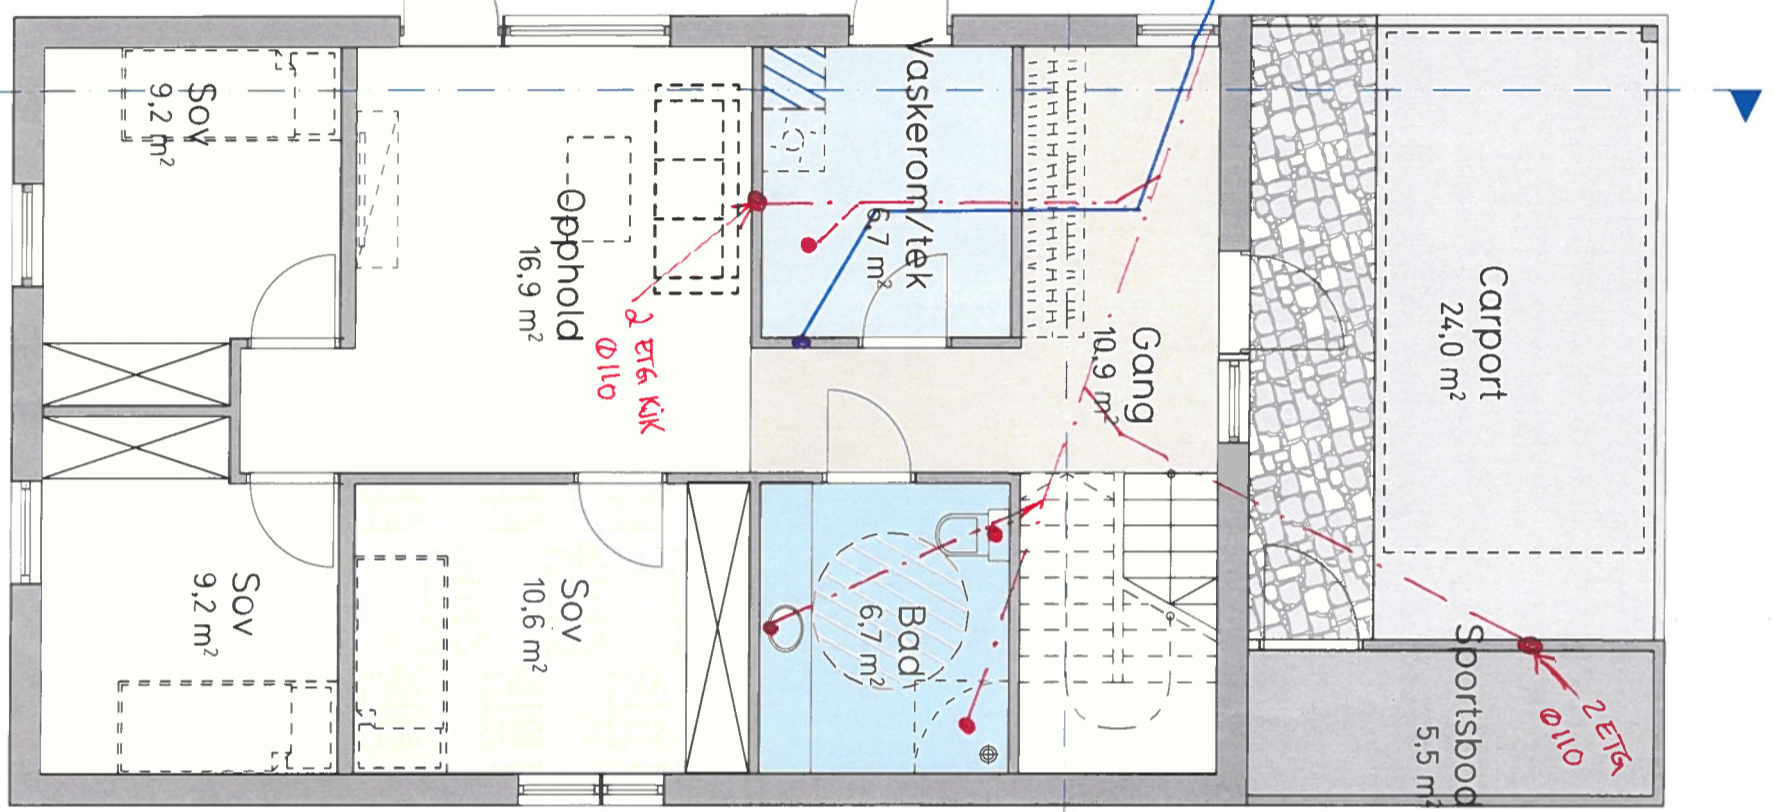 Sov
9,2 m²
Opphold
16,9 m²
Vaskerom/tek
6,7 m²
Gang
10,9 m²
Carport
24,0 m²
2 ETG KJK
Ø110
Sov
9,2 m²
Sov
10,6 m²
Bad
6,7 m²
Sportsbod
5,5 m²
2 ETG
Ø110